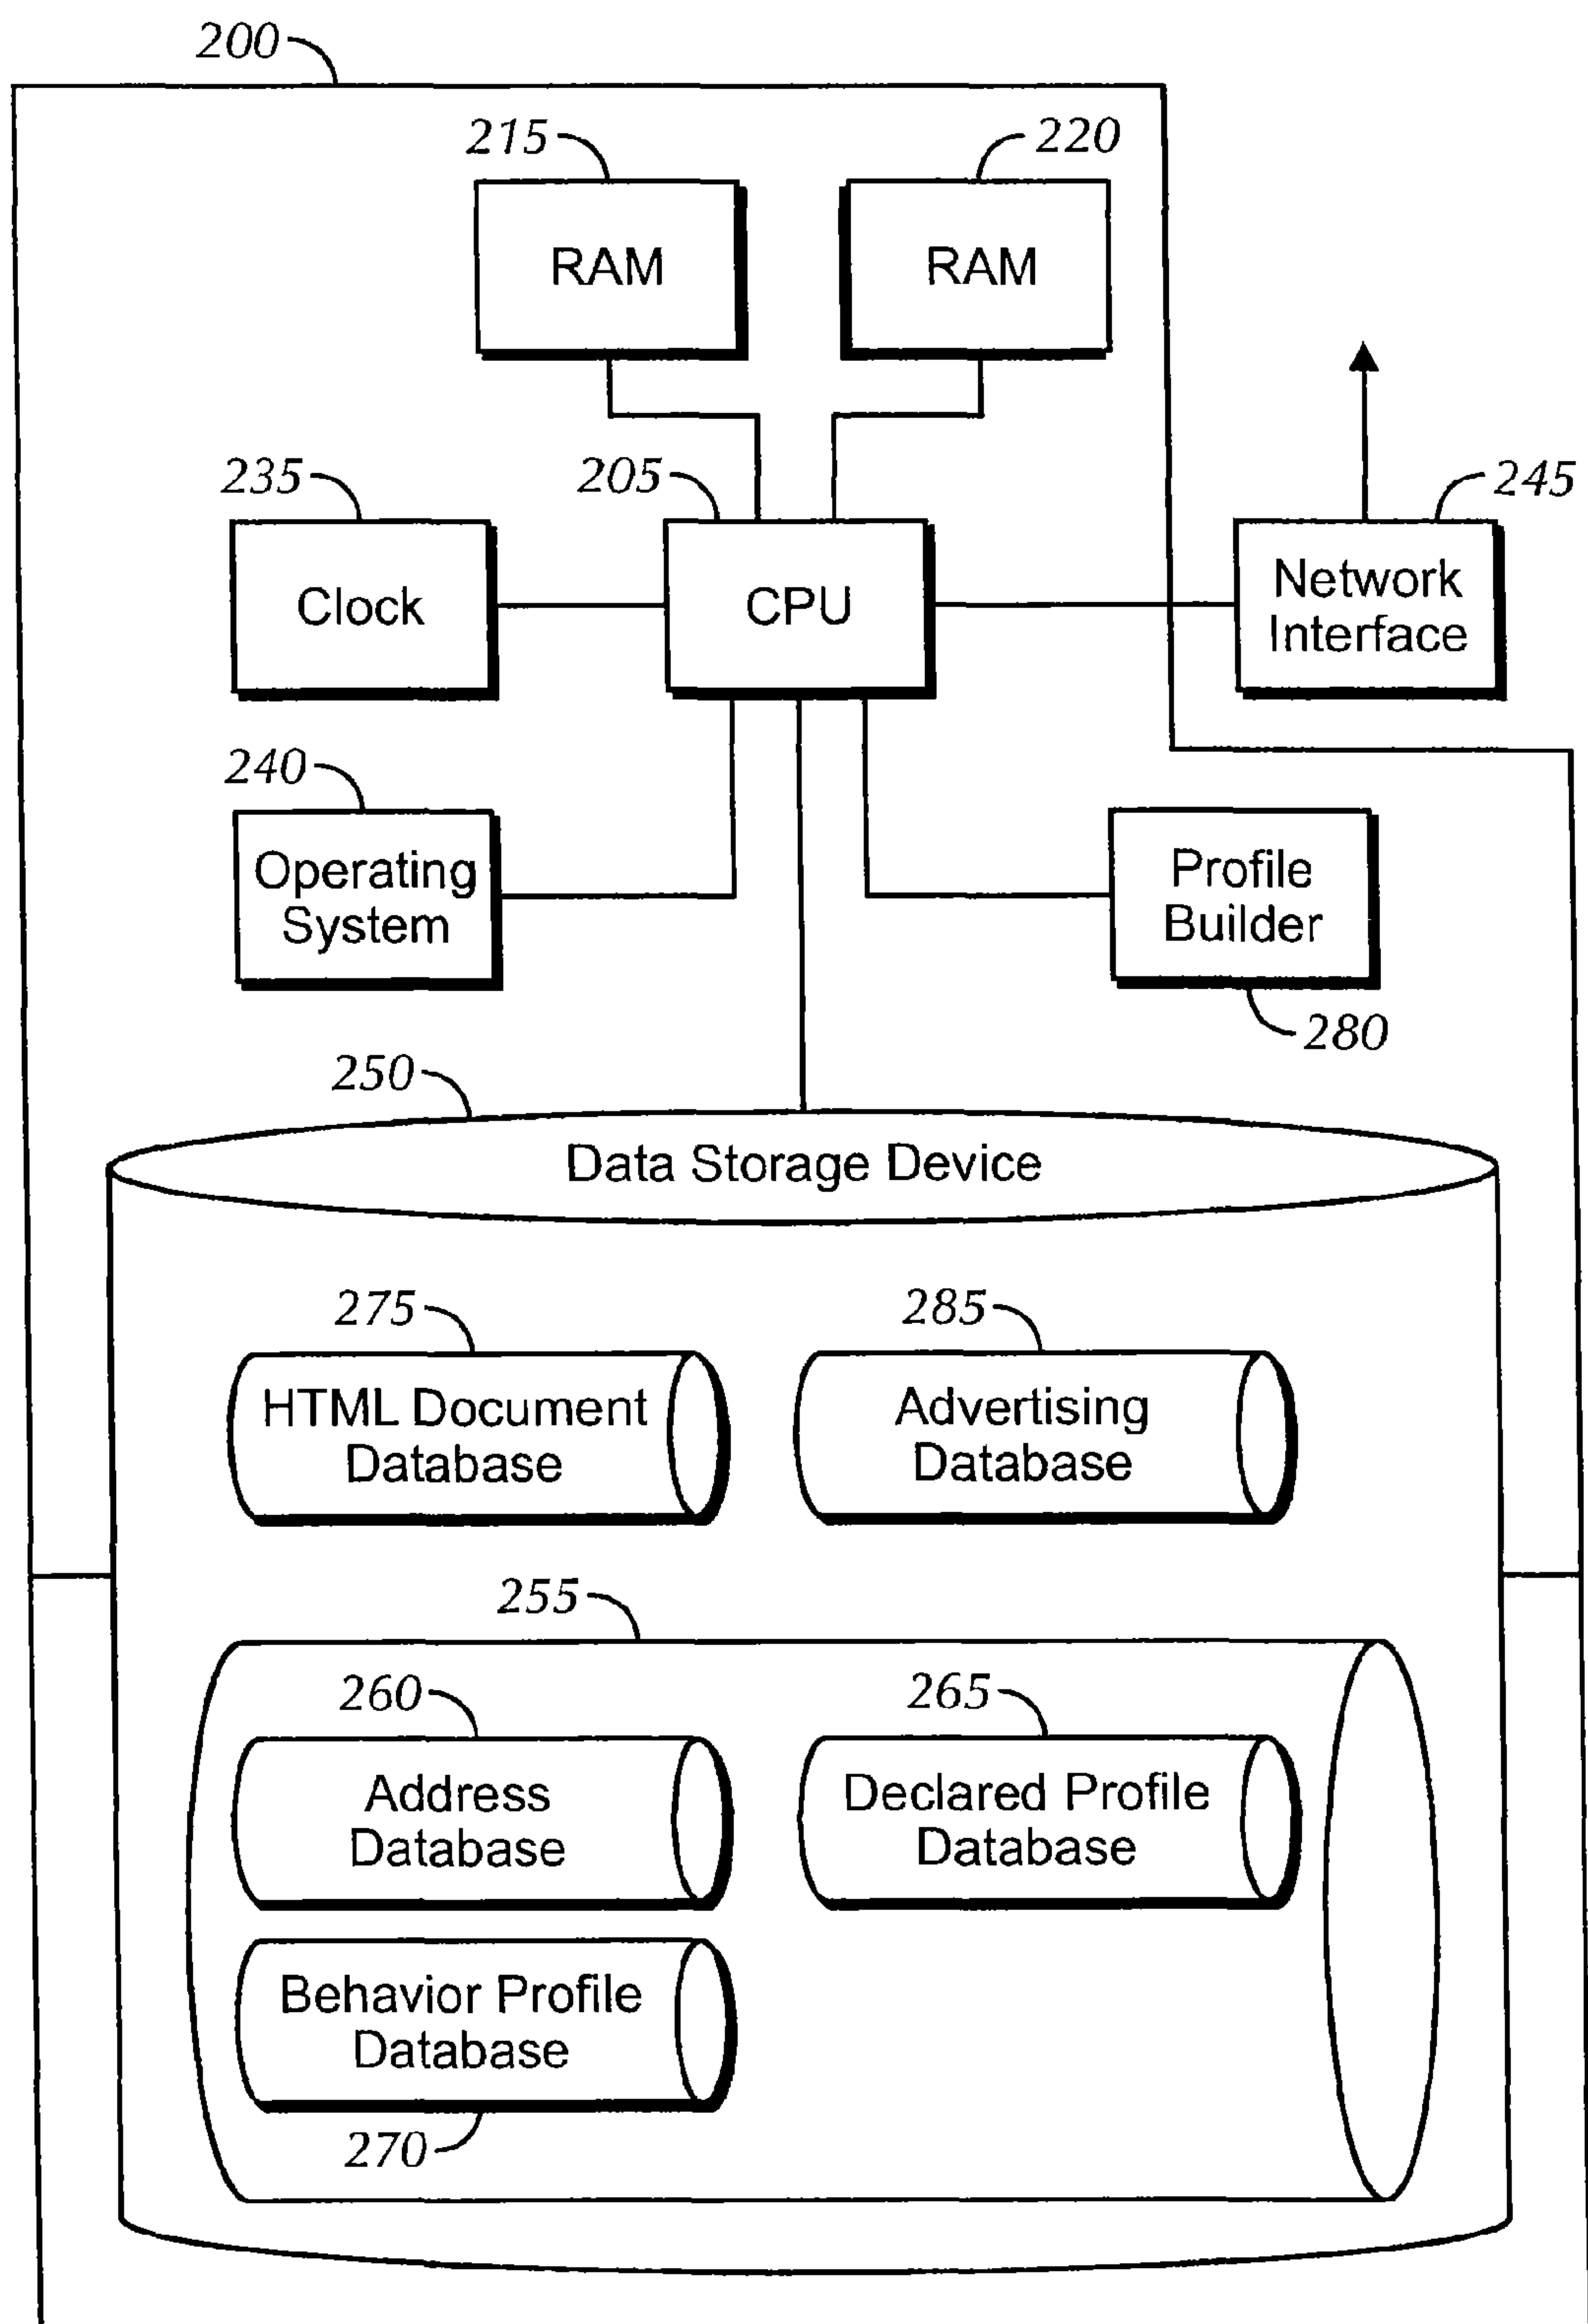 200
215
220
RAM
RAM
235
205
245
Clock
CPU
Network
Interface
240
Operating
System
Profile
Builder
280
250
Data Storage Device
275
285
HTML Document
Database
Advertising
Database
255
260
265
Address
Database
Declared Profile
Database
Behavior Profile
Database
270